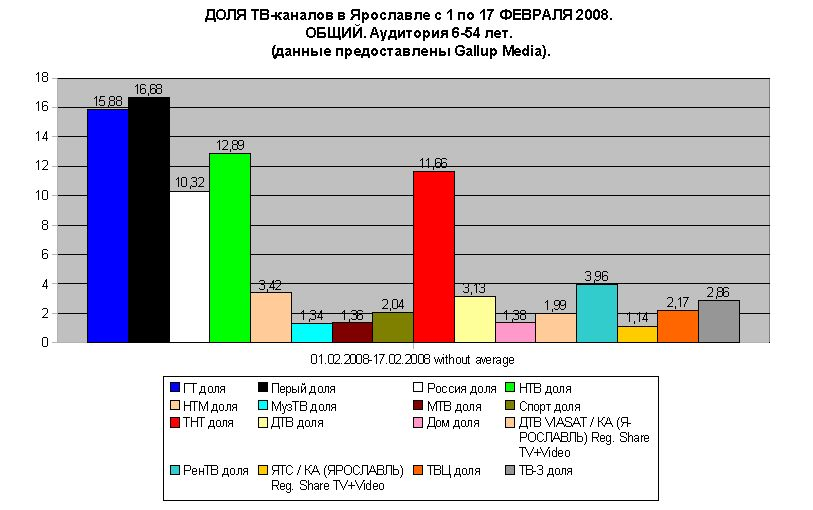 ДОЛЯ ТВ-каналов в Ярославле с 1 по 17 ФЕВРАЛЯ 2008.
ОБЩИЙ. Аудитория 6-54 лет.
(данные предоставлены Gallup Media).
18
16
14
12
10
8
6
4
2
0
15,88
16,68
10,32
12,89
3,42
1,34
1,36
2,04
11,66
3,13
1,38
1,99
3,96
1,14
2,17
2,86
01.02.2008-17.02.2008 without average
ГТ доля
Перый доля
Россия доля
НТВ доля
НТМ доля
МузТВ доля
МТВ доля
Спорт доля
ТНТ доля
ДТВ доля
Дом доля
ДТВ VIASAT / КА (Я-
РОСЛАВЛЬ) Reg. Share
TV+Video
РенТВ доля
ЯТС / КА (ЯРОСЛАВЛЬ)
Reg. Share TV+Video
ТВЦ доля
ТВ-3 доля